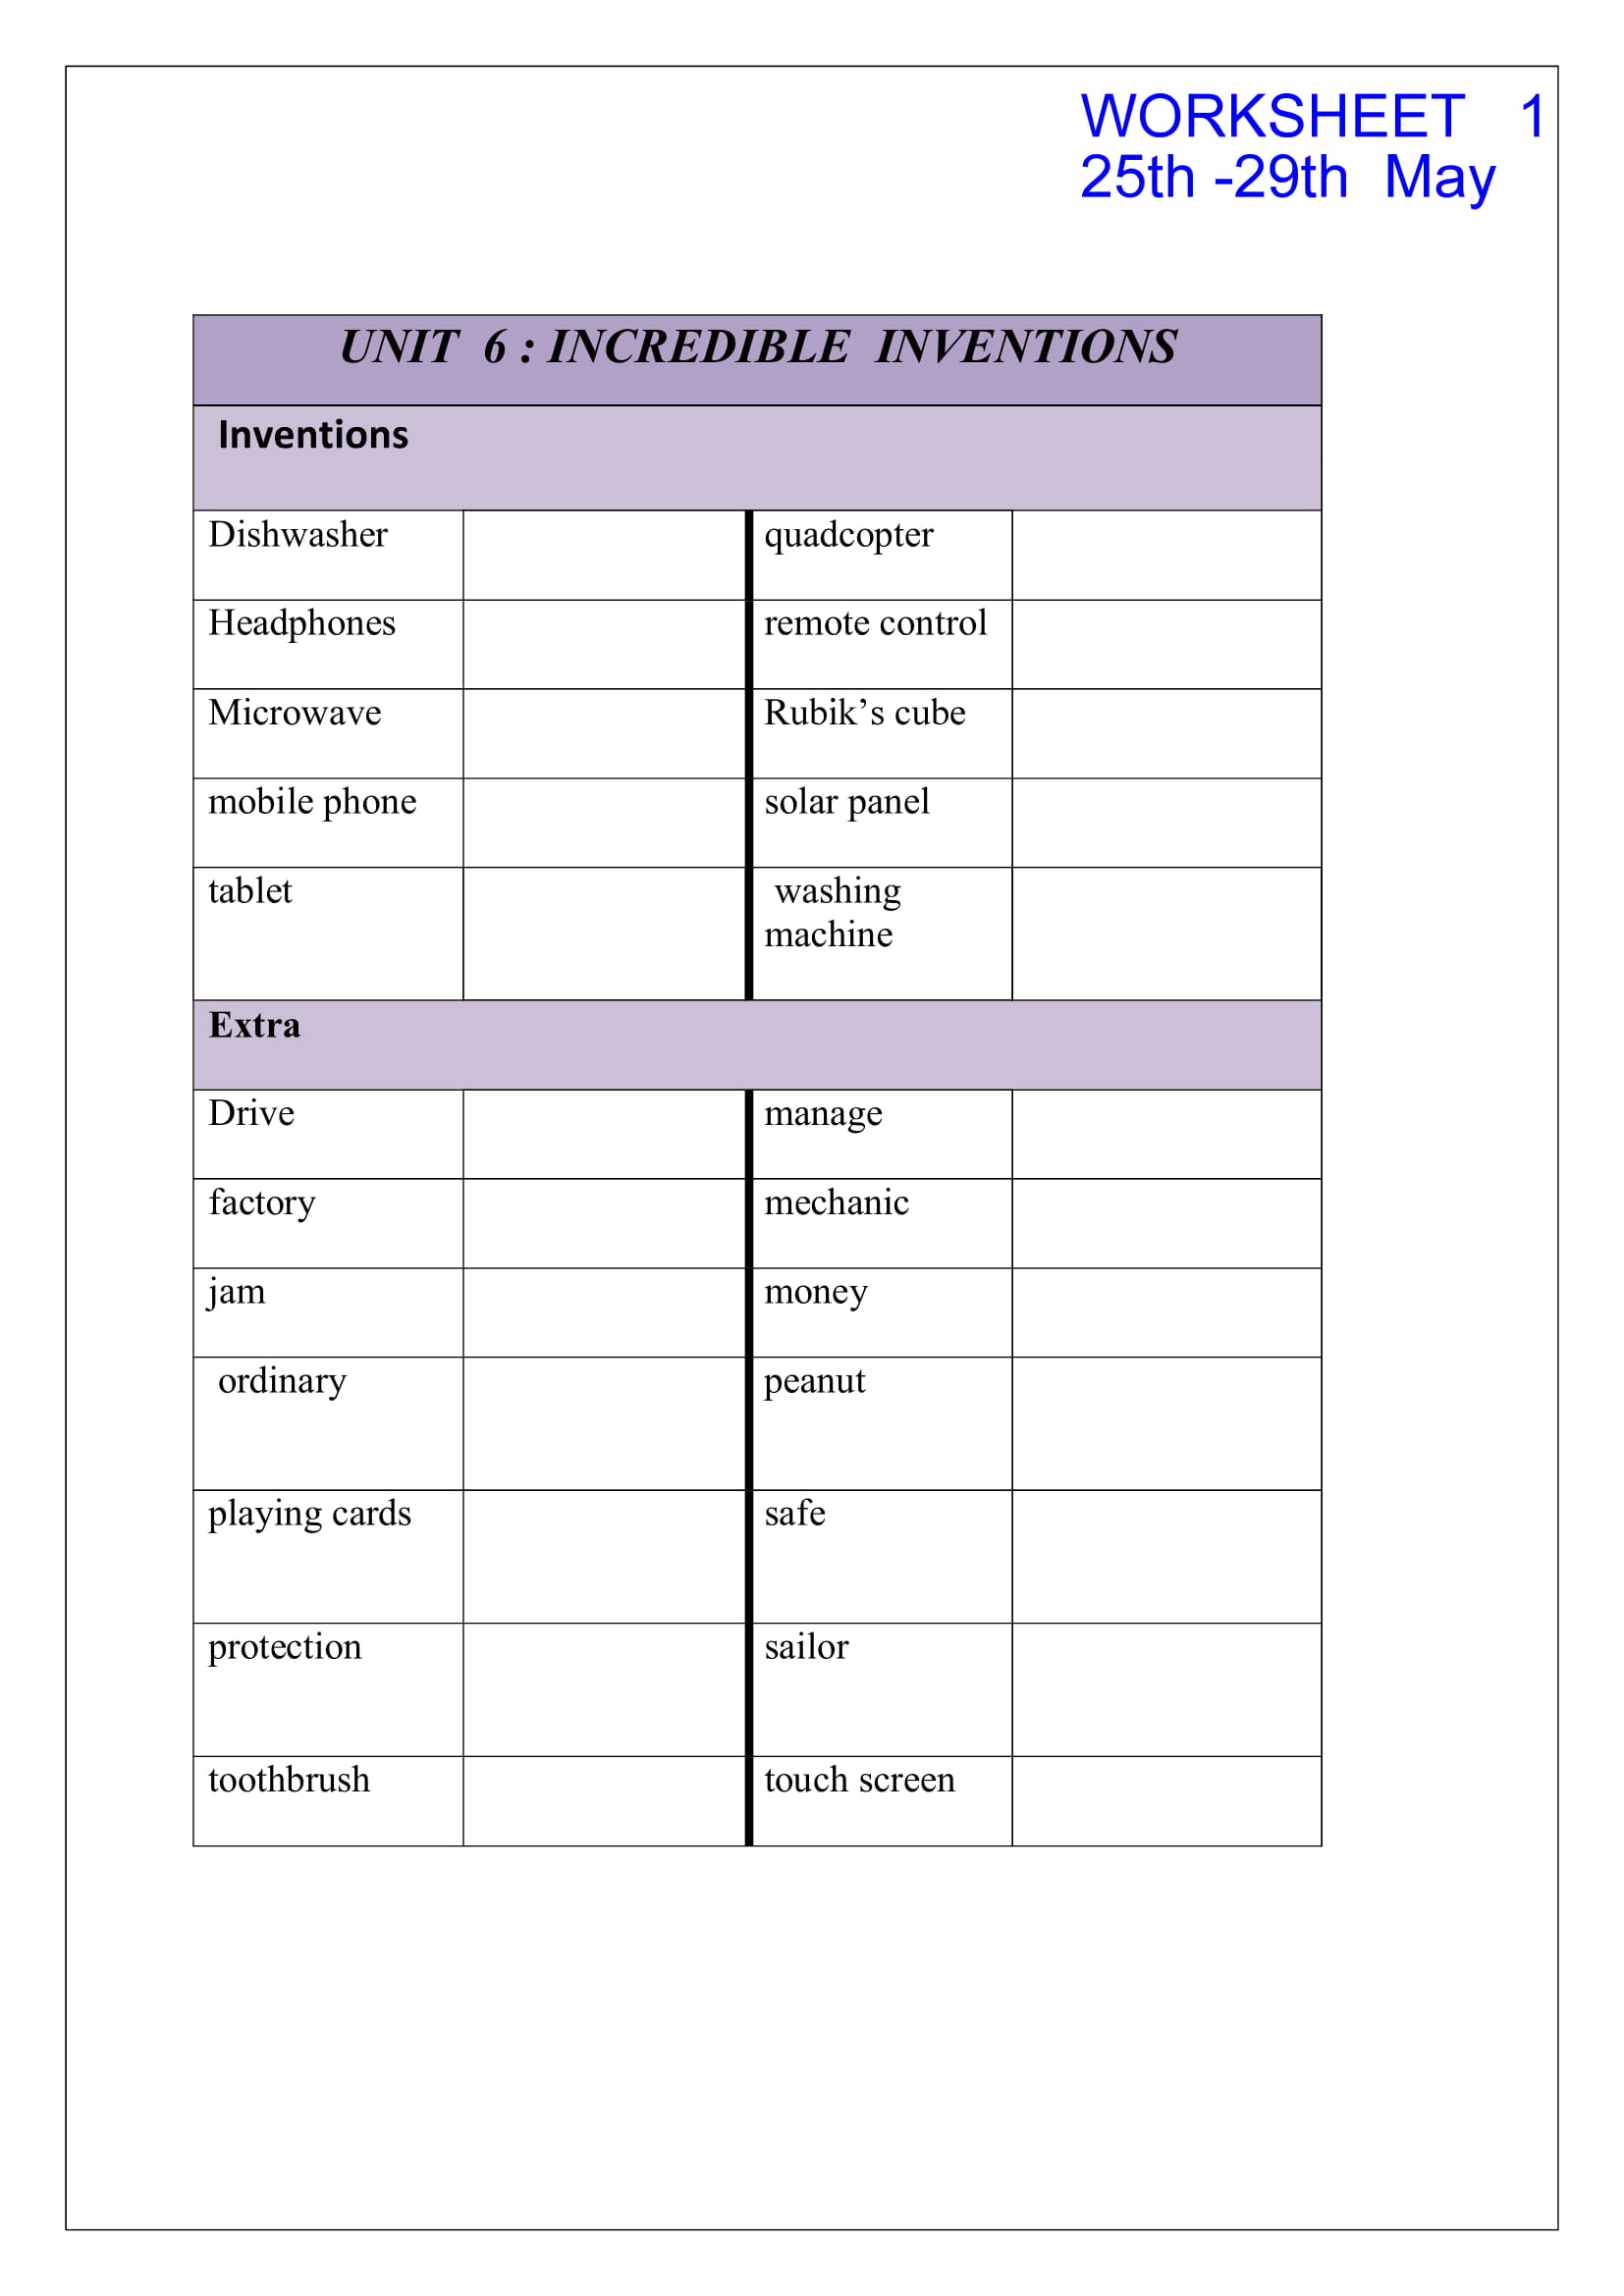 WORKSHEET 1
25th -29th May
UNIT 6 : INCREDIBLE INVENTIONS
Inventions
Dishwasher quadcopter
Headphones remote control
Microwave Rubik’s cube
mobile phone solar panel
tablet washing
machine
Extra
Drive manage
factory mechanic
jam money
ordinary peanut
playing cards safe
protection sailor
toothbrush touch screen